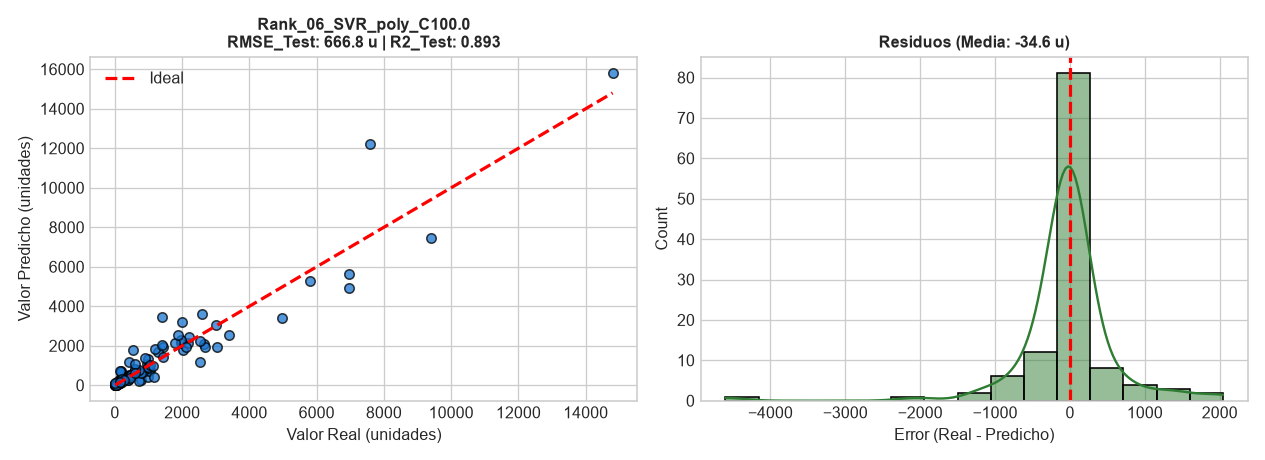 Rank_06_SVR_poly_C100.0
RMSE_Test: 666.8 u | R2_Test: 0.893
Ideal
16000
14000
12000
10000
8000
6000
4000
2000
0
0 2000 4000 6000 8000 10000 12000 14000
Valor Predicho (unidades)
Valor Real (unidades)
Residuos (Media: -34.6 u)
80
70
60
50
40
30
20
10
0
−4000 −3000 −2000 −1000 0 1000 2000
Count
Error (Real - Predicho)